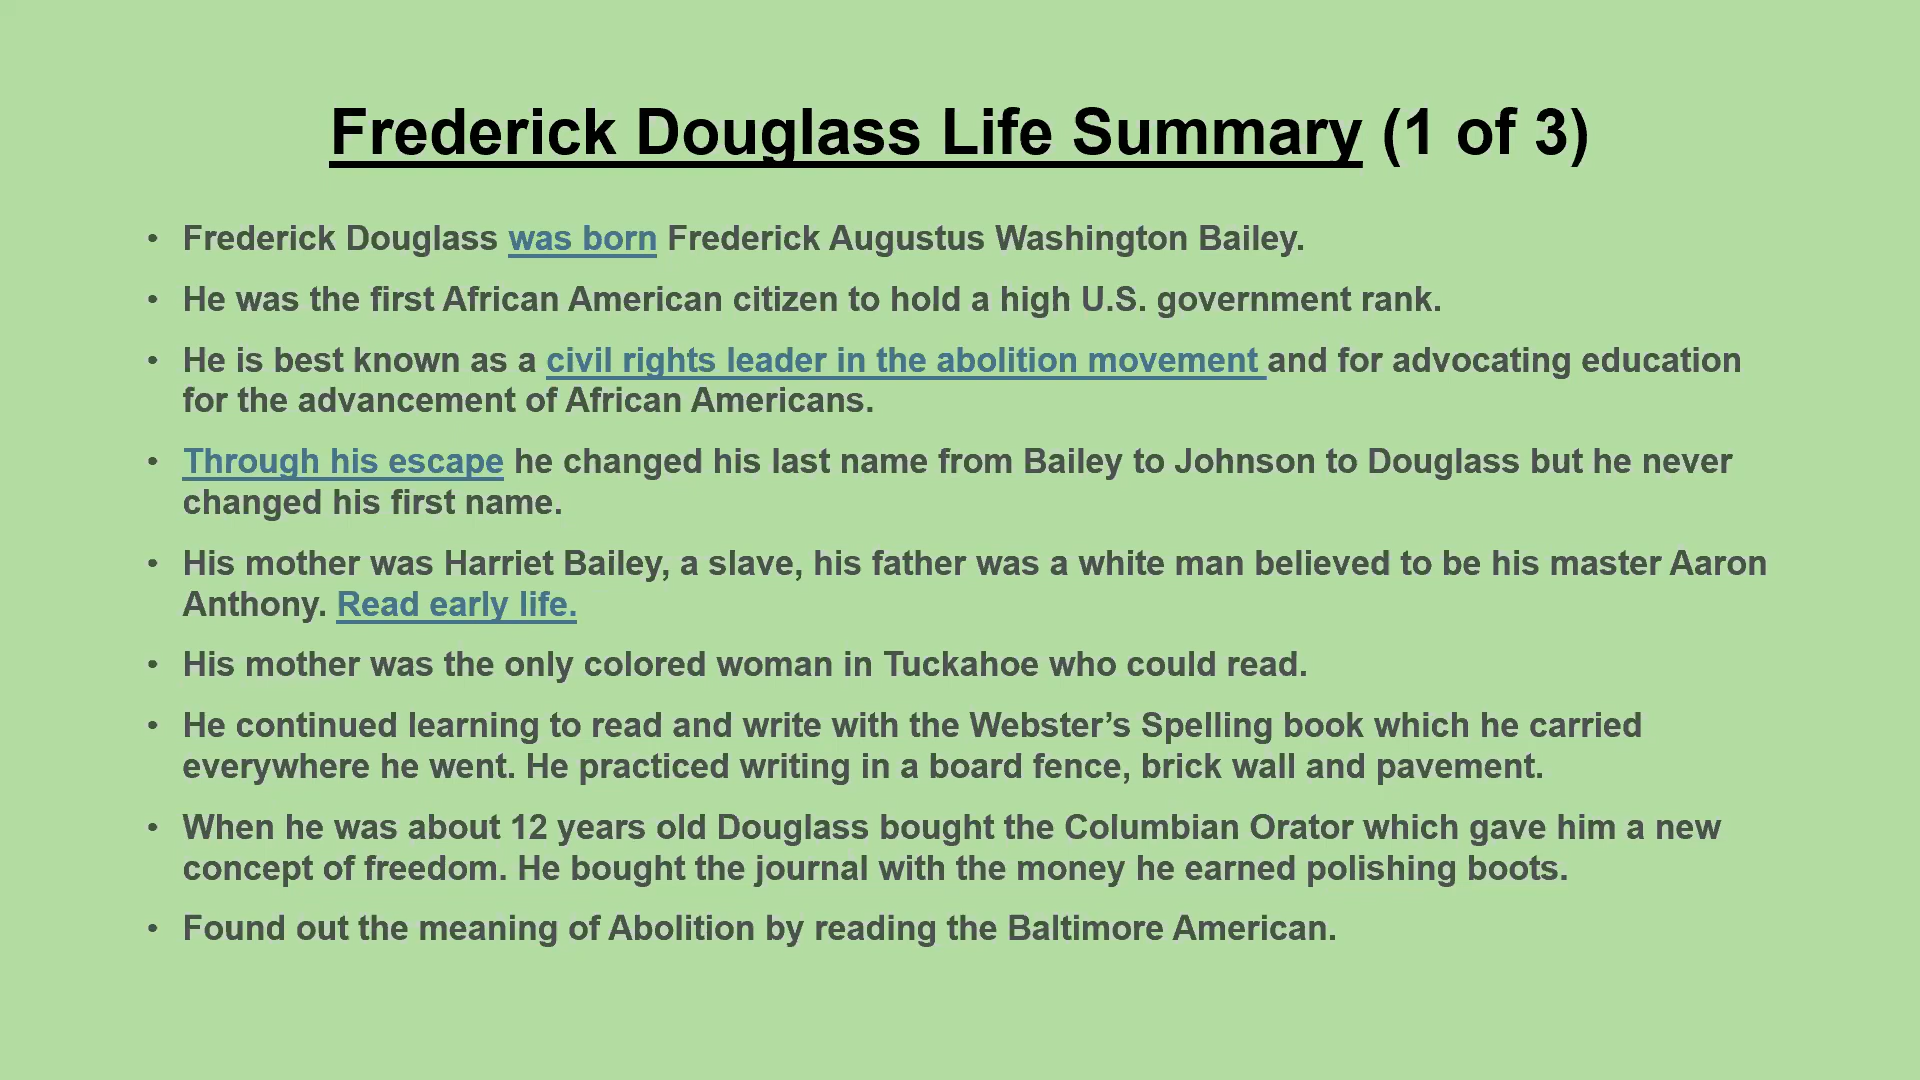 Frederick Douglass Life Summary (1 of 3)
• Frederick Douglass was born Frederick Augustus Washington Bailey.
• He was the first African American citizen to hold a high U.S. government rank.
• He is best known as a civil rights leader in the abolition movement and for advocating education
for the advancement of African Americans.
• Through his escape he changed his last name from Bailey to Johnson to Douglass but he never
changed his first name.
• His mother was Harriet Bailey, a slave, his father was a white man believed to be his master Aaron
Anthony. Read early life.
• His mother was the only colored woman in Tuckahoe who could read.
• He continued learning to read and write with the Webster’s Spelling book which he carried
everywhere he went. He practiced writing in a board fence, brick wall and pavement.
• When he was about 12 years old Douglass bought the Columbian Orator which gave him a new
concept of freedom. He bought the journal with the money he earned polishing boots.
• Found out the meaning of Abolition by reading the Baltimore American.